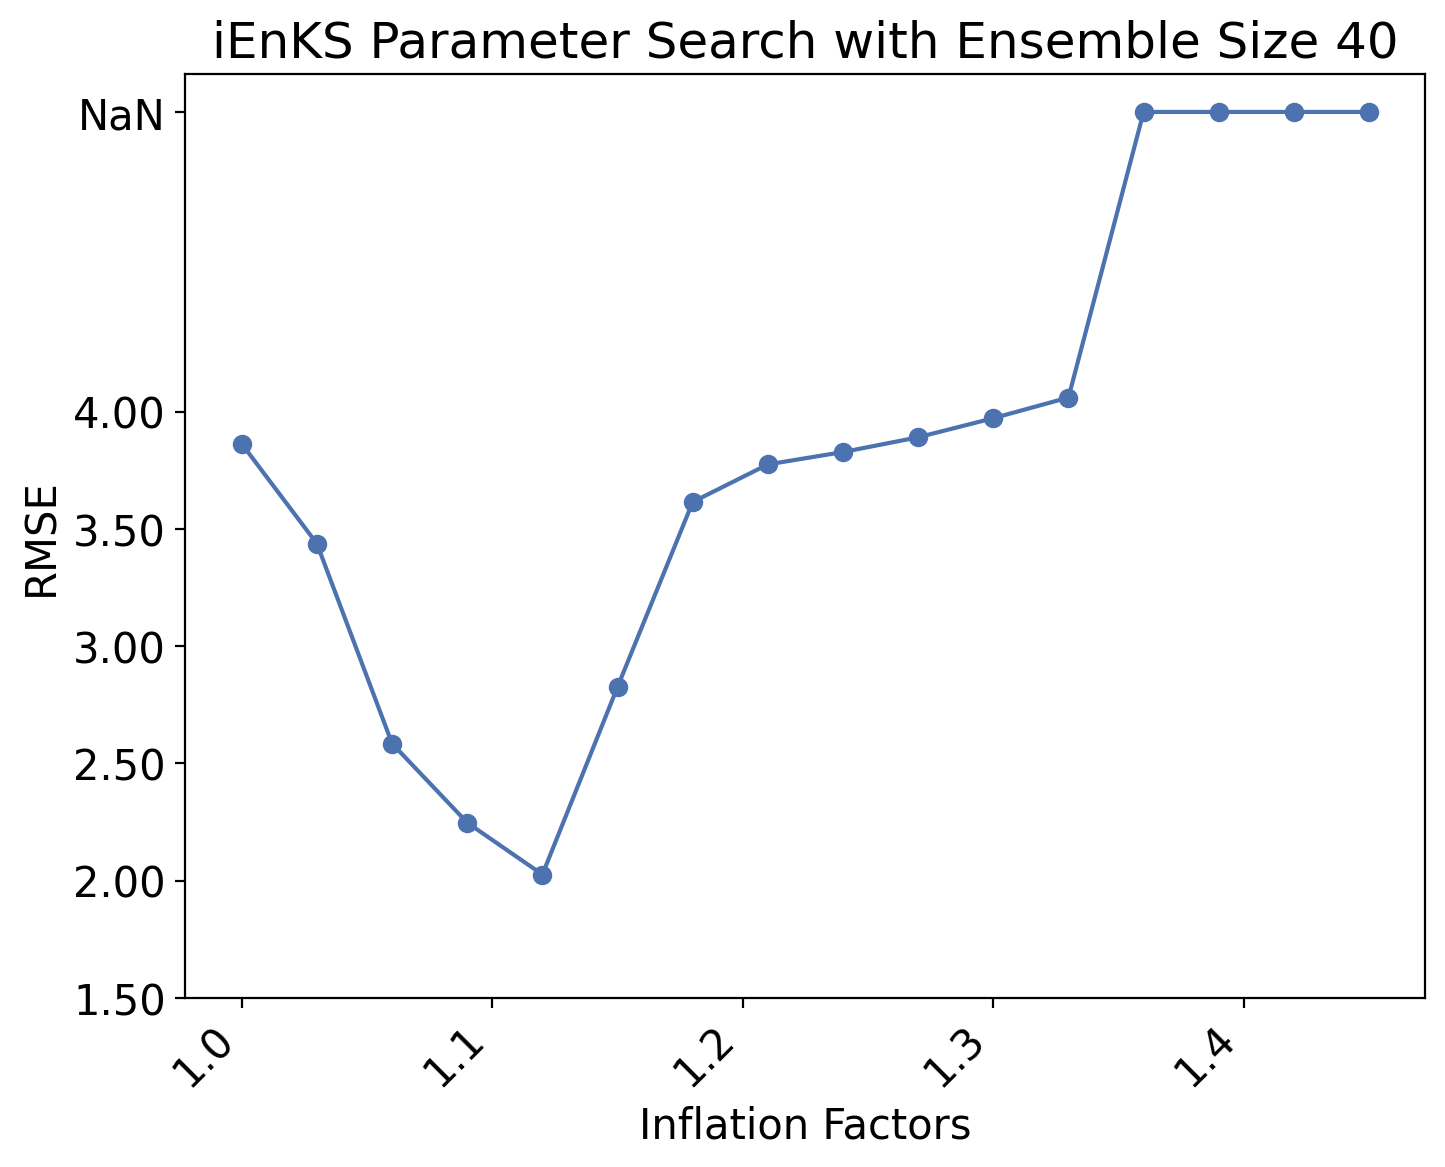 iEnKS Parameter Search with Ensemble Size 40
NaN
4.00
3.50
3.00
2.50
2.00
1.50
RMSE
1.0
1.1
1.2
1.3
1.4
Inflation Factors